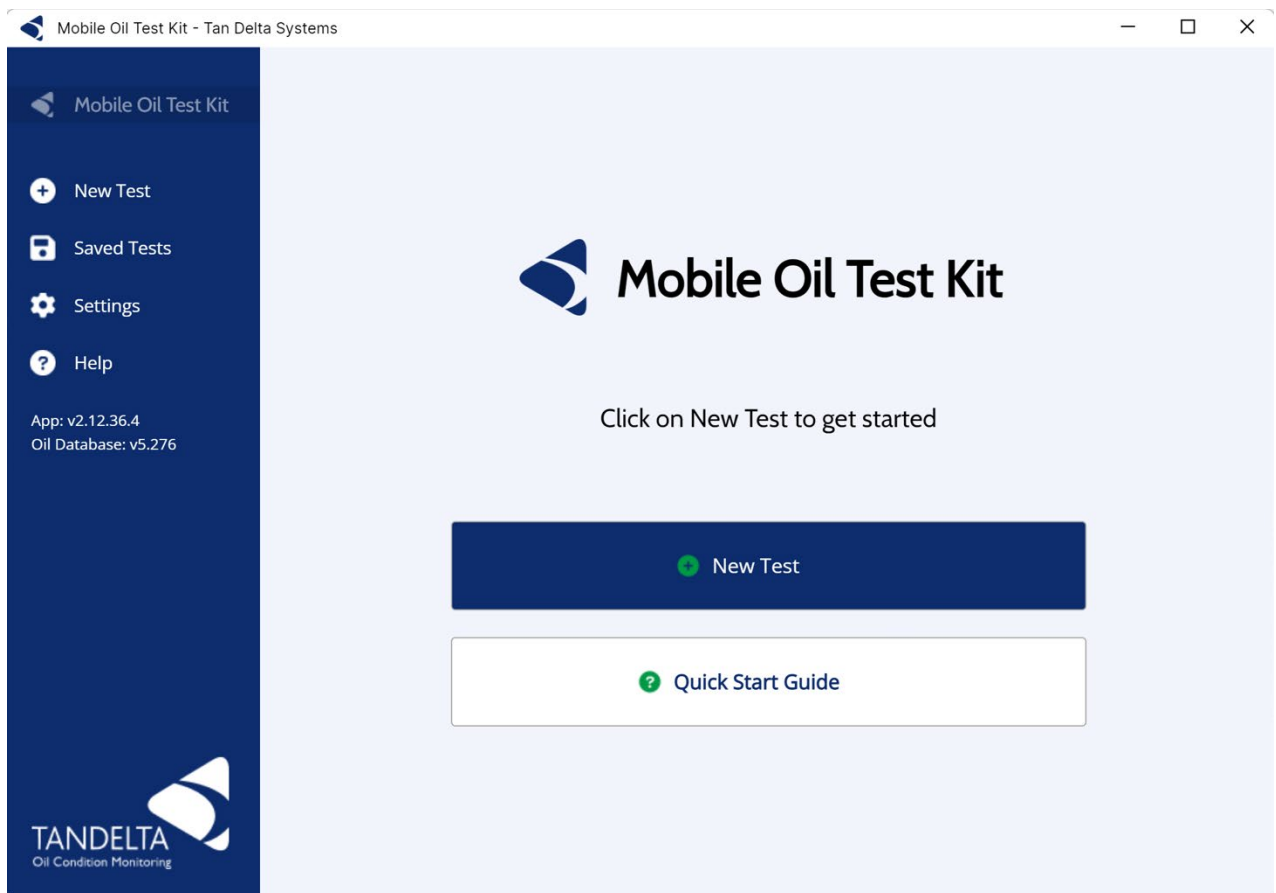 Mobile Oil Test Kit - Tan Delta Systems
Mobile Oil Test Kit
New Test
Saved Tests
Settings
Help
App: v2.12.36.4
Oil Database: v5.276
TANDELTA
Oil Condition Monitoring
Mobile Oil Test Kit
Click on New Test to get started
New Test
Quick Start Guide